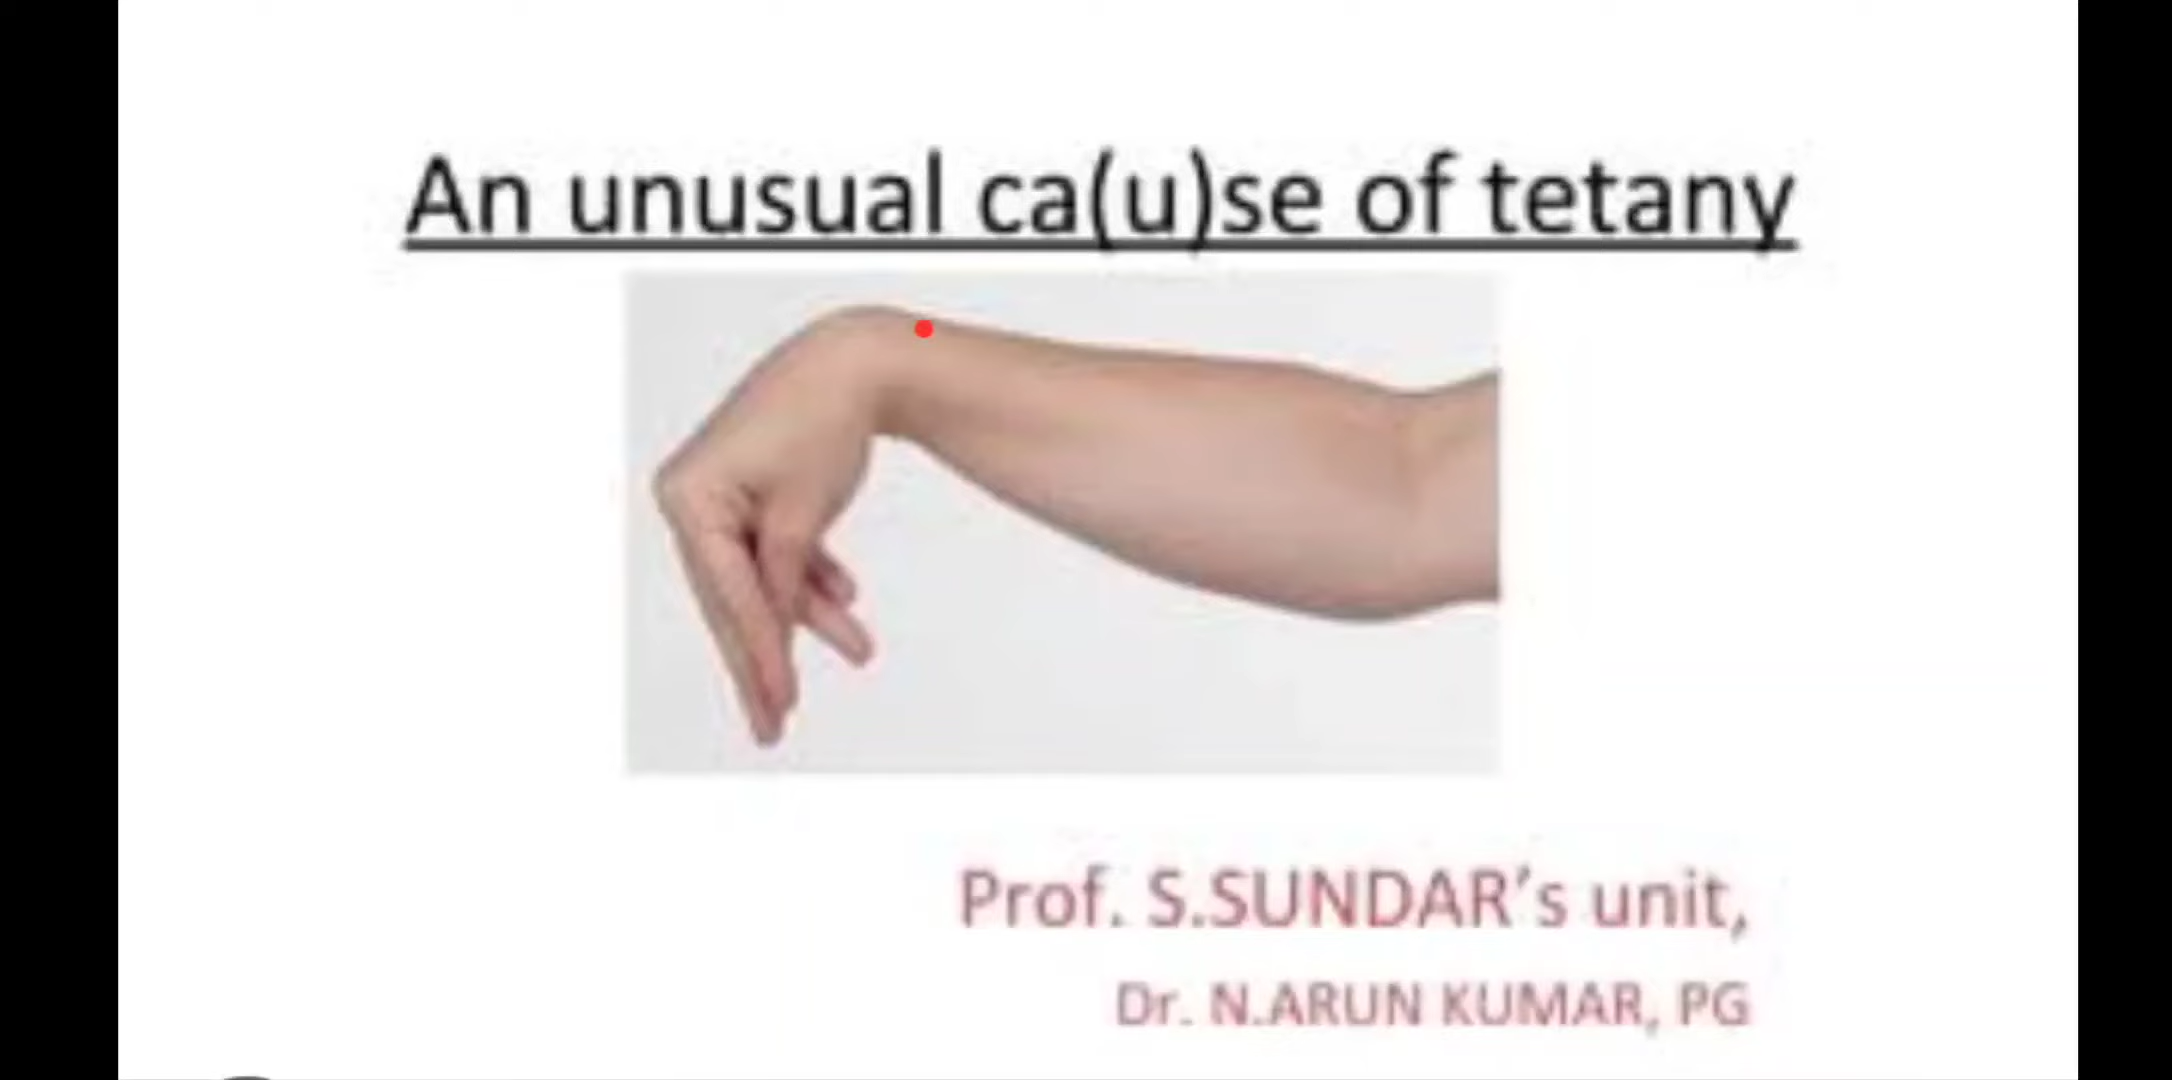 An unusual ca(u)se of tetany
Prof. S.SUNDAR's unit,
Dr. N.ARUN KUMAR, PG